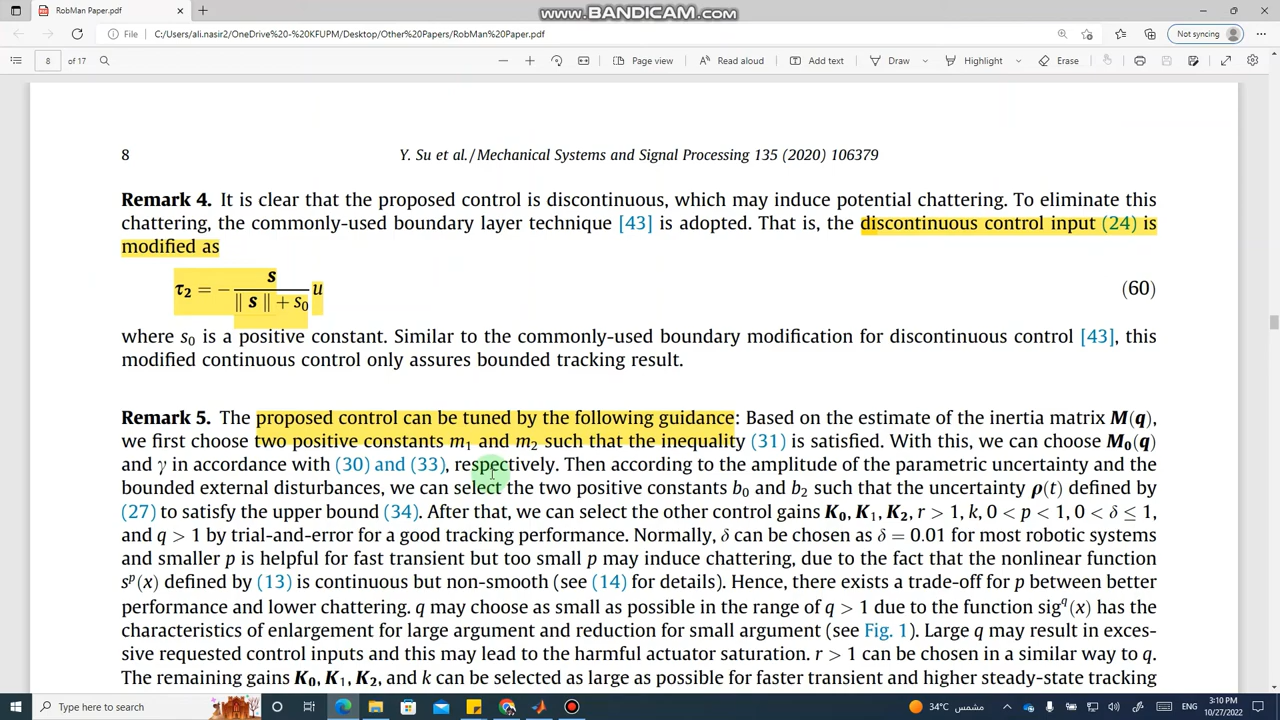 www.BANDICAM.com
RobMan Paper.pdf
File C:/Users/ali.nasir2/OneDrive%20-%20KFUPM/Desktop/Other%20Papers/RobMan%20Paper.pdf Not syncing
8 of 17 Page view Read aloud Add text Draw Highlight Erase
8 Y. Su et al./Mechanical Systems and Signal Processing 135 (2020) 106379
Remark 4. It is clear that the proposed control is discontinuous, which may induce potential chattering. To eliminate this
chattering, the commonly-used boundary layer technique [43] is adopted. That is, the discontinuous control input (24) is
modified as
τ₂ = − s / (‖ s ‖ + s₀) u (60)
where s₀ is a positive constant. Similar to the commonly-used boundary modification for discontinuous control [43], this
modified continuous control only assures bounded tracking result.
Remark 5. The proposed control can be tuned by the following guidance: Based on the estimate of the inertia matrix M(q),
we first choose two positive constants m₁ and m₂ such that the inequality (31) is satisfied. With this, we can choose M₀(q)
and γ in accordance with (30) and (33), respectively. Then according to the amplitude of the parametric uncertainty and the
bounded external disturbances, we can select the two positive constants b₀ and b₂ such that the uncertainty ρ(t) defined by
(27) to satisfy the upper bound (34). After that, we can select the other control gains K₀, K₁, K₂, r > 1, k, 0 < p < 1, 0 < δ ≤ 1,
and q > 1 by trial-and-error for a good tracking performance. Normally, δ can be chosen as δ = 0.01 for most robotic systems
and smaller p is helpful for fast transient but too small p may induce chattering, due to the fact that the nonlinear function
sᵖ(x) defined by (13) is continuous but non-smooth (see (14) for details). Hence, there exists a trade-off for p between better
performance and lower chattering. q may choose as small as possible in the range of q > 1 due to the function sig^q(x) has the
characteristics of enlargement for large argument and reduction for small argument (see Fig. 1). Large q may result in exces-
sive requested control inputs and this may lead to the harmful actuator saturation. r > 1 can be chosen in a similar way to q.
The remaining gains K₀, K₁, K₂, and k can be selected as large as possible for faster transient and higher steady-state tracking
Type here to search 34°C مشمس ENG 3:10 PM
10/27/2022